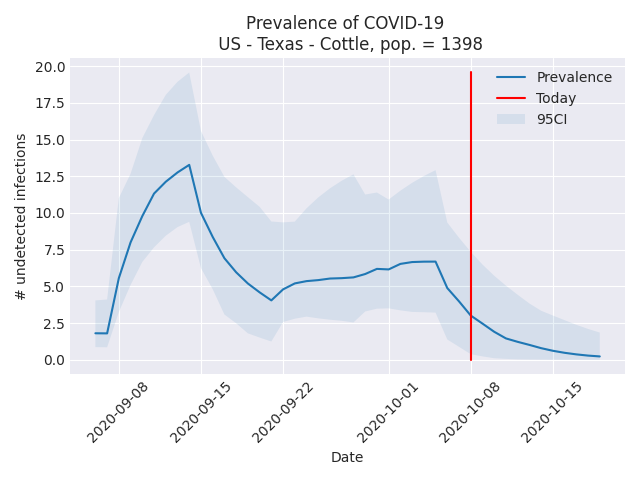 Prevalence of COVID-19
US - Texas - Cottle, pop. = 1398
# undetected infections
20.0
17.5
15.0
12.5
10.0
7.5
5.0
2.5
0.0
Prevalence
Today
95CI
2020-09-08
2020-09-15
2020-09-22
2020-10-01
2020-10-08
2020-10-15
Date